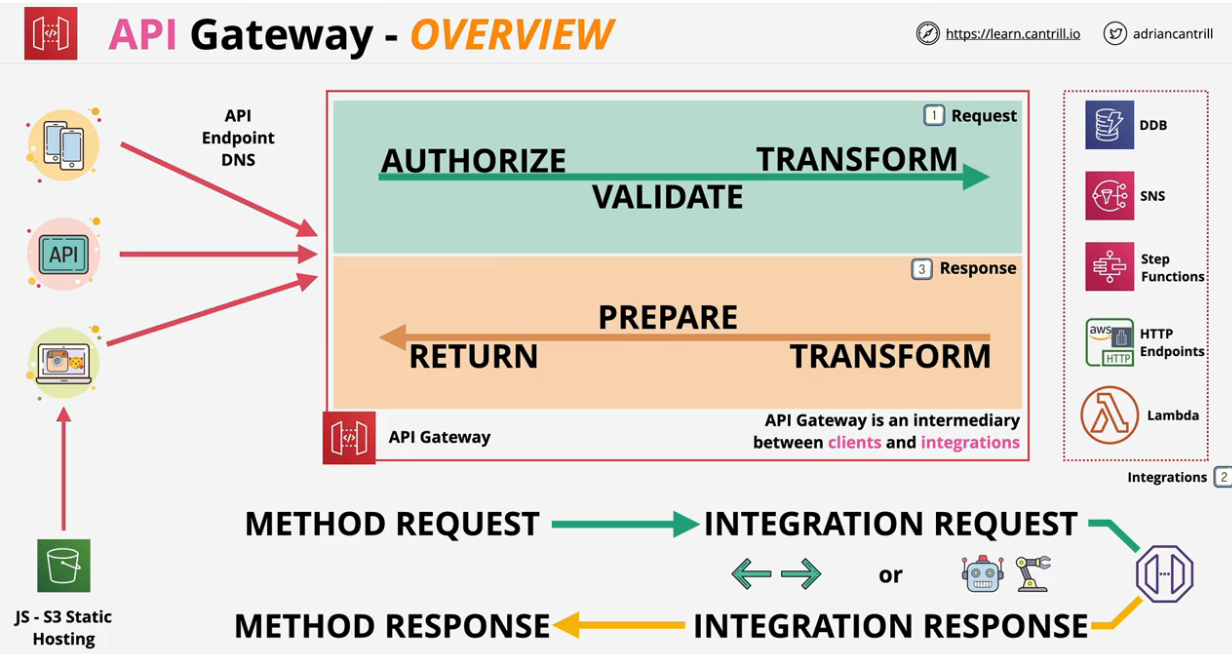 API Gateway - OVERVIEW
https://learn.cantrill.io
adriancantrill
API
Endpoint
DNS
API
1 Request
AUTHORIZE
TRANSFORM
VALIDATE
3 Response
PREPARE
RETURN
TRANSFORM
API Gateway
API Gateway is an intermediary
between clients and integrations
DDB
SNS
Step
Functions
aws
HTTP
HTTP
Endpoints
Lambda
Integrations 2
JS - S3 Static
Hosting
METHOD REQUEST
INTEGRATION REQUEST
or
METHOD RESPONSE
INTEGRATION RESPONSE